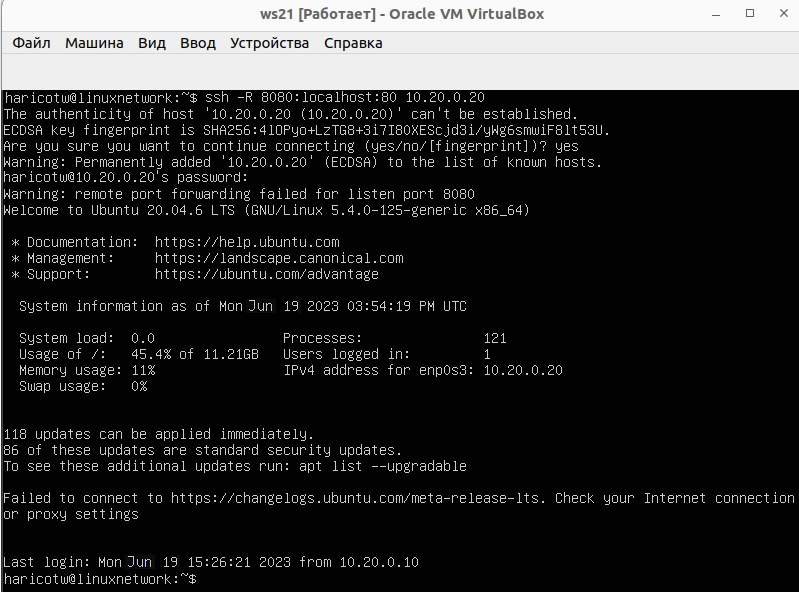 ws21 [Работает] - Oracle VM VirtualBox
Файл Машина Вид Ввод Устройства Справка
haricotw@linuxnetwork:~$ ssh -R 8080:localhost:80 10.20.0.20
The authenticity of host '10.20.0.20 (10.20.0.20)' can't be established.
ECDSA key fingerprint is SHA256:4lOPyo+LzTG8+3i7I80XEScjd3i/yWg6smwiF8lt53U.
Are you sure you want to continue connecting (yes/no/[fingerprint])? yes
Warning: Permanently added '10.20.0.20' (ECDSA) to the list of known hosts.
haricotw@10.20.0.20's password:
Warning: remote port forwarding failed for listen port 8080
Welcome to Ubuntu 20.04.6 LTS (GNU/Linux 5.4.0-125-generic x86_64)
* Documentation: https://help.ubuntu.com
* Management: https://landscape.canonical.com
* Support: https://ubuntu.com/advantage
System information as of Mon Jun 19 2023 03:54:19 PM UTC
System load: 0.0 Processes: 121
Usage of /: 45.4% of 11.21GB Users logged in: 1
Memory usage: 11% IPv4 address for enp0s3: 10.20.0.20
Swap usage: 0%
118 updates can be applied immediately.
86 of these updates are standard security updates.
To see these additional updates run: apt list --upgradable
Failed to connect to https://changelogs.ubuntu.com/meta-release-lts. Check your Internet connection
or proxy settings
Last login: Mon Jun 19 15:26:21 2023 from 10.20.0.10
haricotw@linuxnetwork:~$